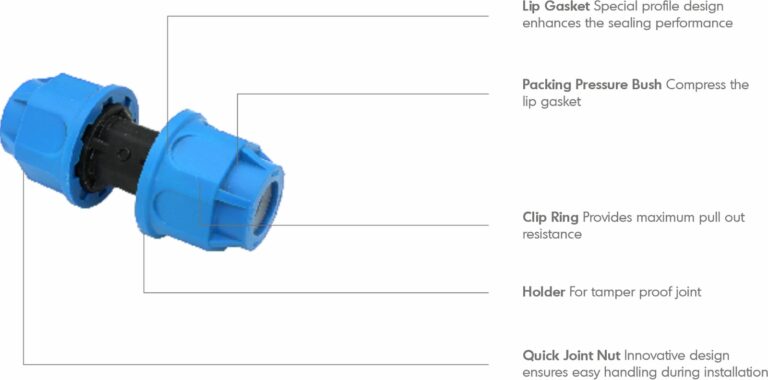 Lip Gasket Special profile design
enhances the sealing performance
Packing Pressure Bush Compress the
lip gasket
Clip Ring Provides maximum pull out
resistance
Holder For tamper proof joint
Quick Joint Nut Innovative design
ensures easy handling during installation